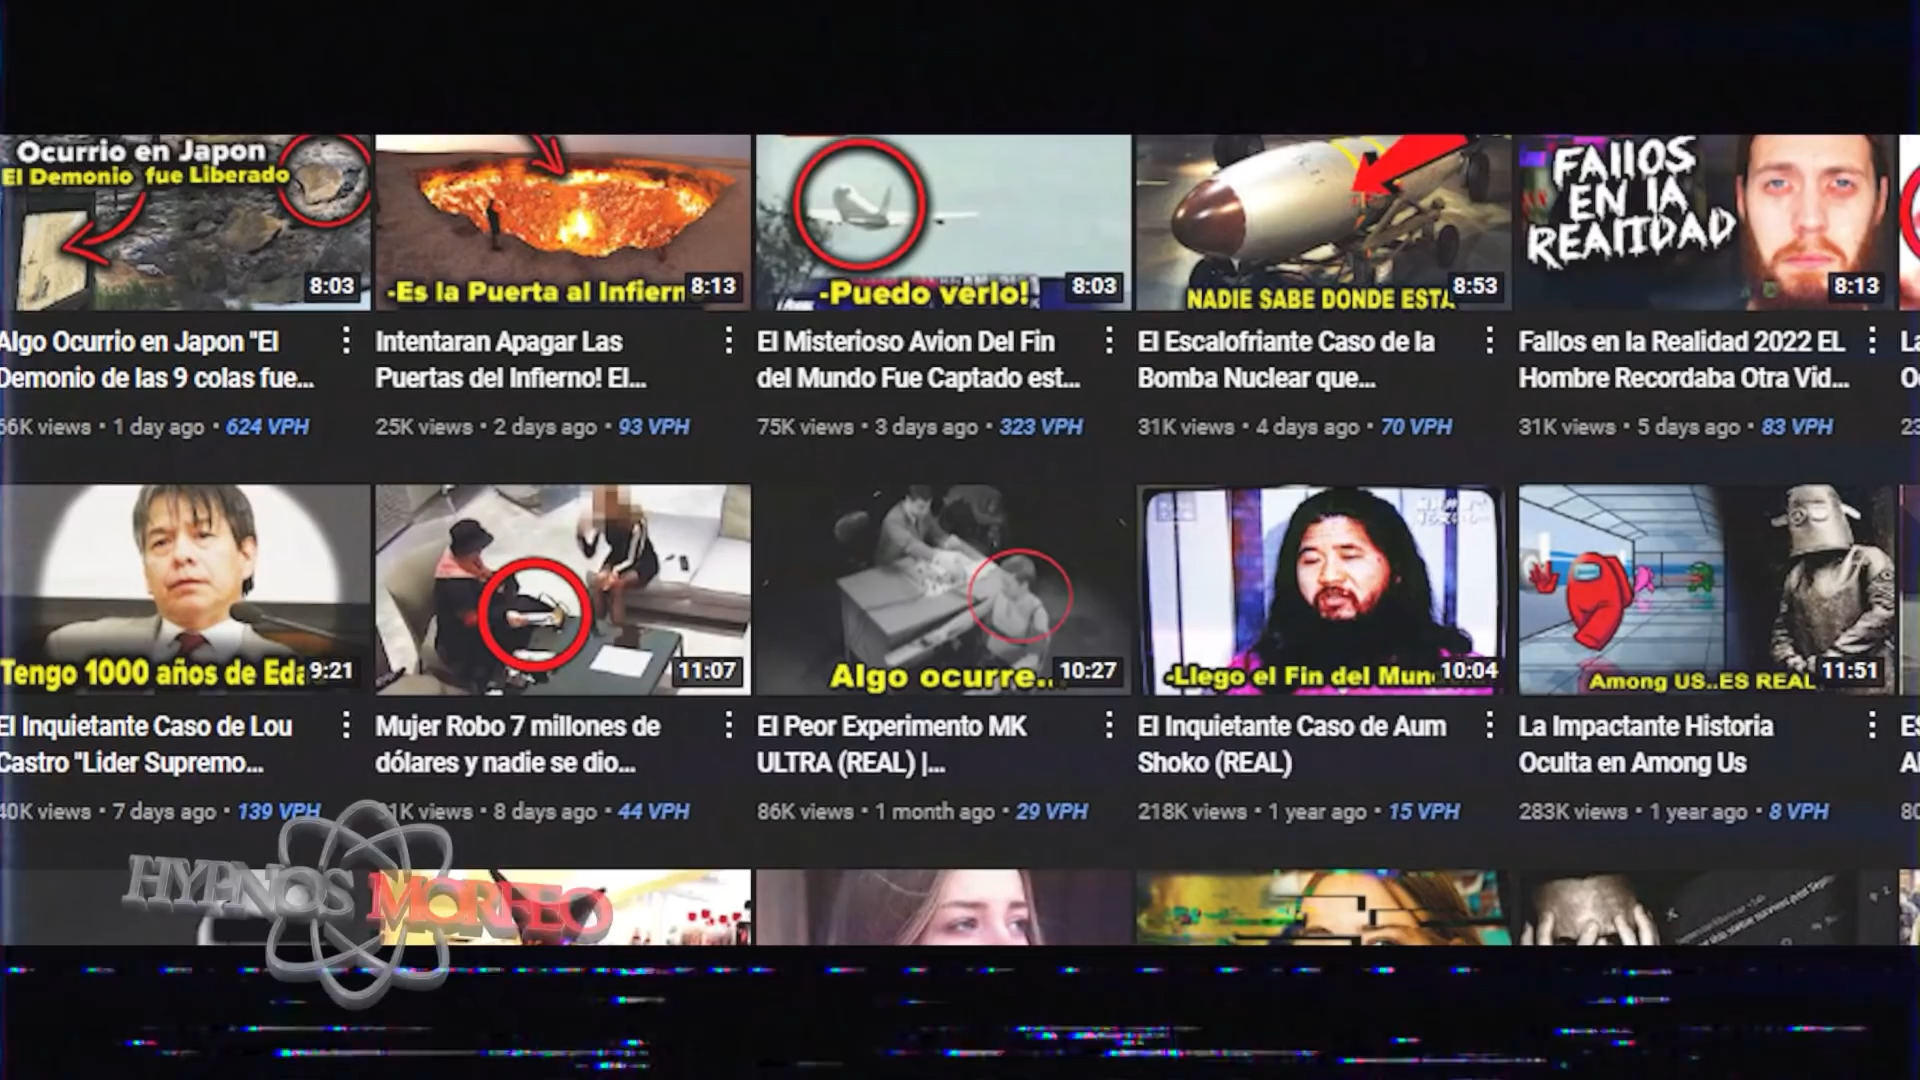 Ocurrio en Japon
El Demonio fue Liberado
8:03
-Es la Puerta al Infiern
8:13
-Puedo verlo!
8:03
NADIE SABE DONDE ESTA
8:53
FAllOS
EN lA
REAlIDAD
8:13
Algo Ocurrio en Japon "El
Demonio de las 9 colas fue...
66K views • 1 day ago • 624 VPH
Intentaran Apagar Las
Puertas del Infierno! El...
25K views • 2 days ago • 93 VPH
El Misterioso Avion Del Fin
del Mundo Fue Captado est...
75K views • 3 days ago • 323 VPH
El Escalofriante Caso de la
Bomba Nuclear que...
31K views • 4 days ago • 70 VPH
Fallos en la Realidad 2022 EL
Hombre Recordaba Otra Vid...
31K views • 5 days ago • 83 VPH
Tengo 1000 años de Eda
9:21
11:07
Algo ocurre..
10:27
-Llego el Fin del Mun
10:04
Among US..ES REAL
11:51
El Inquietante Caso de Lou
Castro "Lider Supremo...
40K views • 7 days ago • 139 VPH
Mujer Robo 7 millones de
dólares y nadie se dio...
views • 8 days ago • 44 VPH
El Peor Experimento MK
ULTRA (REAL) |...
86K views • 1 month ago • 29 VPH
El Inquietante Caso de Aum
Shoko (REAL)
218K views • 1 year ago • 15 VPH
La Impactante Historia
Oculta en Among Us
283K views • 1 year ago • 8 VPH
HYPNOS MORFEO